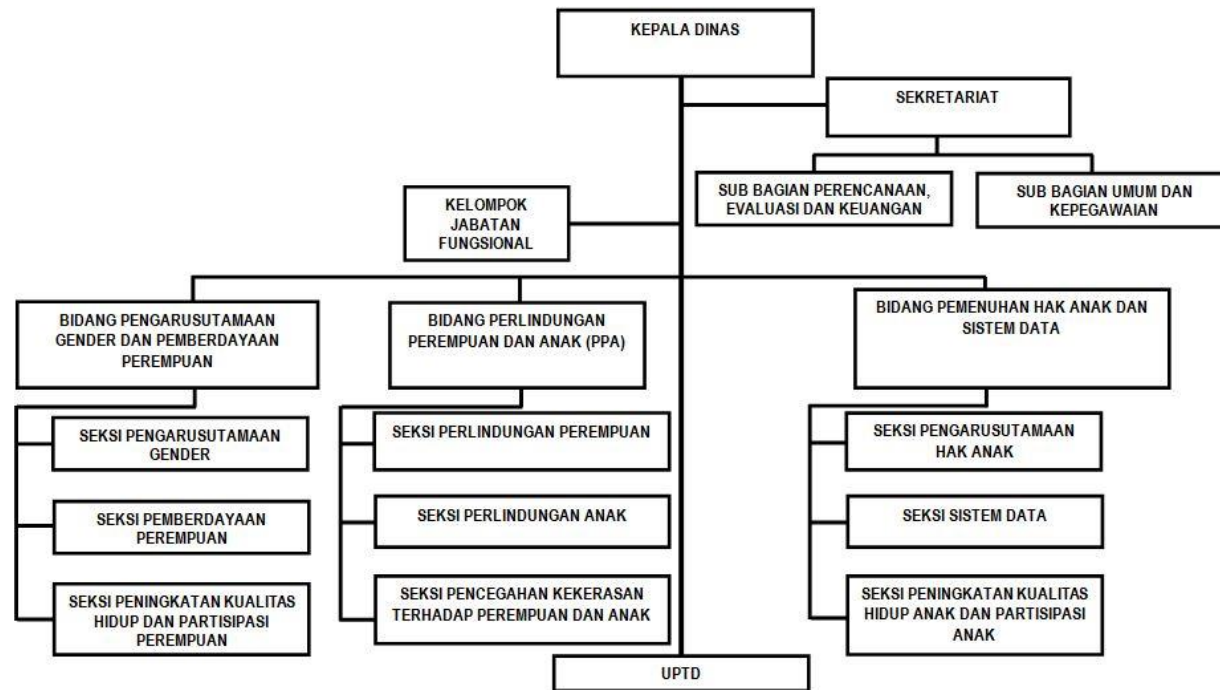 KEPALA DINAS
SEKRETARIAT
SUB BAGIAN PERENCANAAN,
EVALUASI DAN KEUANGAN
SUB BAGIAN UMUM DAN
KEPEGAWAIAN
KELOMPOK
JABATAN
FUNGSIONAL
BIDANG PENGARUSUTAMAAN
GENDER DAN PEMBERDAYAAN
PEREMPUAN
BIDANG PERLINDUNGAN
PEREMPUAN DAN ANAK (PPA)
BIDANG PEMENUHAN HAK ANAK DAN
SISTEM DATA
SEKSI PENGARUSUTAMAAN
GENDER
SEKSI PEMBERDAYAAN
PEREMPUAN
SEKSI PENINGKATAN KUALITAS
HIDUP DAN PARTISIPASI
PEREMPUAN
SEKSI PERLINDUNGAN PEREMPUAN
SEKSI PERLINDUNGAN ANAK
SEKSI PENCEGAHAN KEKERASAN
TERHADAP PEREMPUAN DAN ANAK
SEKSI PENGARUSUTAMAAN
HAK ANAK
SEKSI SISTEM DATA
SEKSI PENINGKATAN KUALITAS
HIDUP ANAK DAN PARTISIPASI
ANAK
UPTD